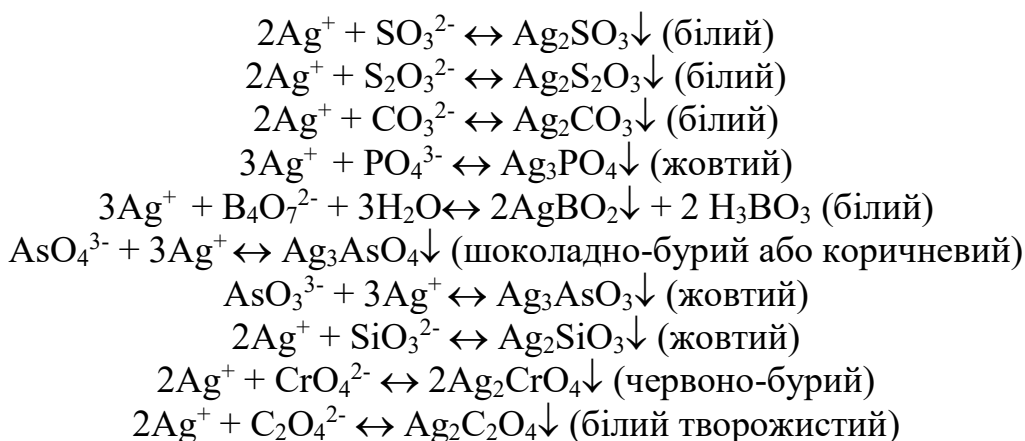 2Ag⁺ + SO₃²⁻ ↔ Ag₂SO₃↓ (білий)
2Ag⁺ + S₂O₃²⁻ ↔ Ag₂S₂O₃↓ (білий)
2Ag⁺ + CO₃²⁻ ↔ Ag₂CO₃↓ (білий)
3Ag⁺ + PO₄³⁻ ↔ Ag₃PO₄↓ (жовтий)
3Ag⁺ + B₄O₇²⁻ + 3H₂O↔ 2AgBO₂↓ + 2 H₃BO₃ (білий)
AsO₄³⁻ + 3Ag⁺ ↔ Ag₃AsO₄↓ (шоколадно-бурий або коричневий)
AsO₃³⁻ + 3Ag⁺ ↔ Ag₃AsO₃↓ (жовтий)
2Ag⁺ + SiO₃²⁻ ↔ Ag₂SiO₃↓ (жовтий)
2Ag⁺ + CrO₄²⁻ ↔ 2Ag₂CrO₄↓ (червоно-бурий)
2Ag⁺ + C₂O₄²⁻ ↔ Ag₂C₂O₄↓ (білий творожистий)